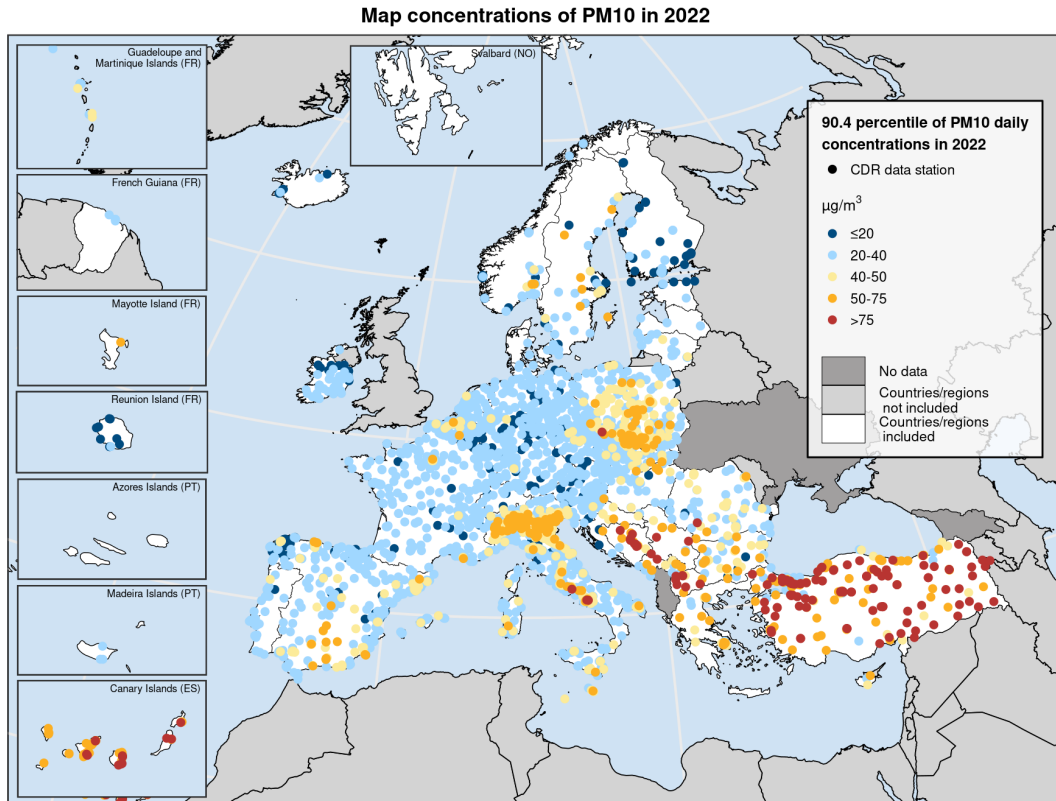 Map concentrations of PM10 in 2022
Guadeloupe and
Martinique Islands (FR)
Svalbard (NO)
French Guiana (FR)
Mayotte Island (FR)
Reunion Island (FR)
Azores Islands (PT)
Madeira Islands (PT)
Canary Islands (ES)
90.4 percentile of PM10 daily
concentrations in 2022
CDR data station
µg/m³
≤20
20-40
40-50
50-75
>75
No data
Countries/regions
not included
Countries/regions
included